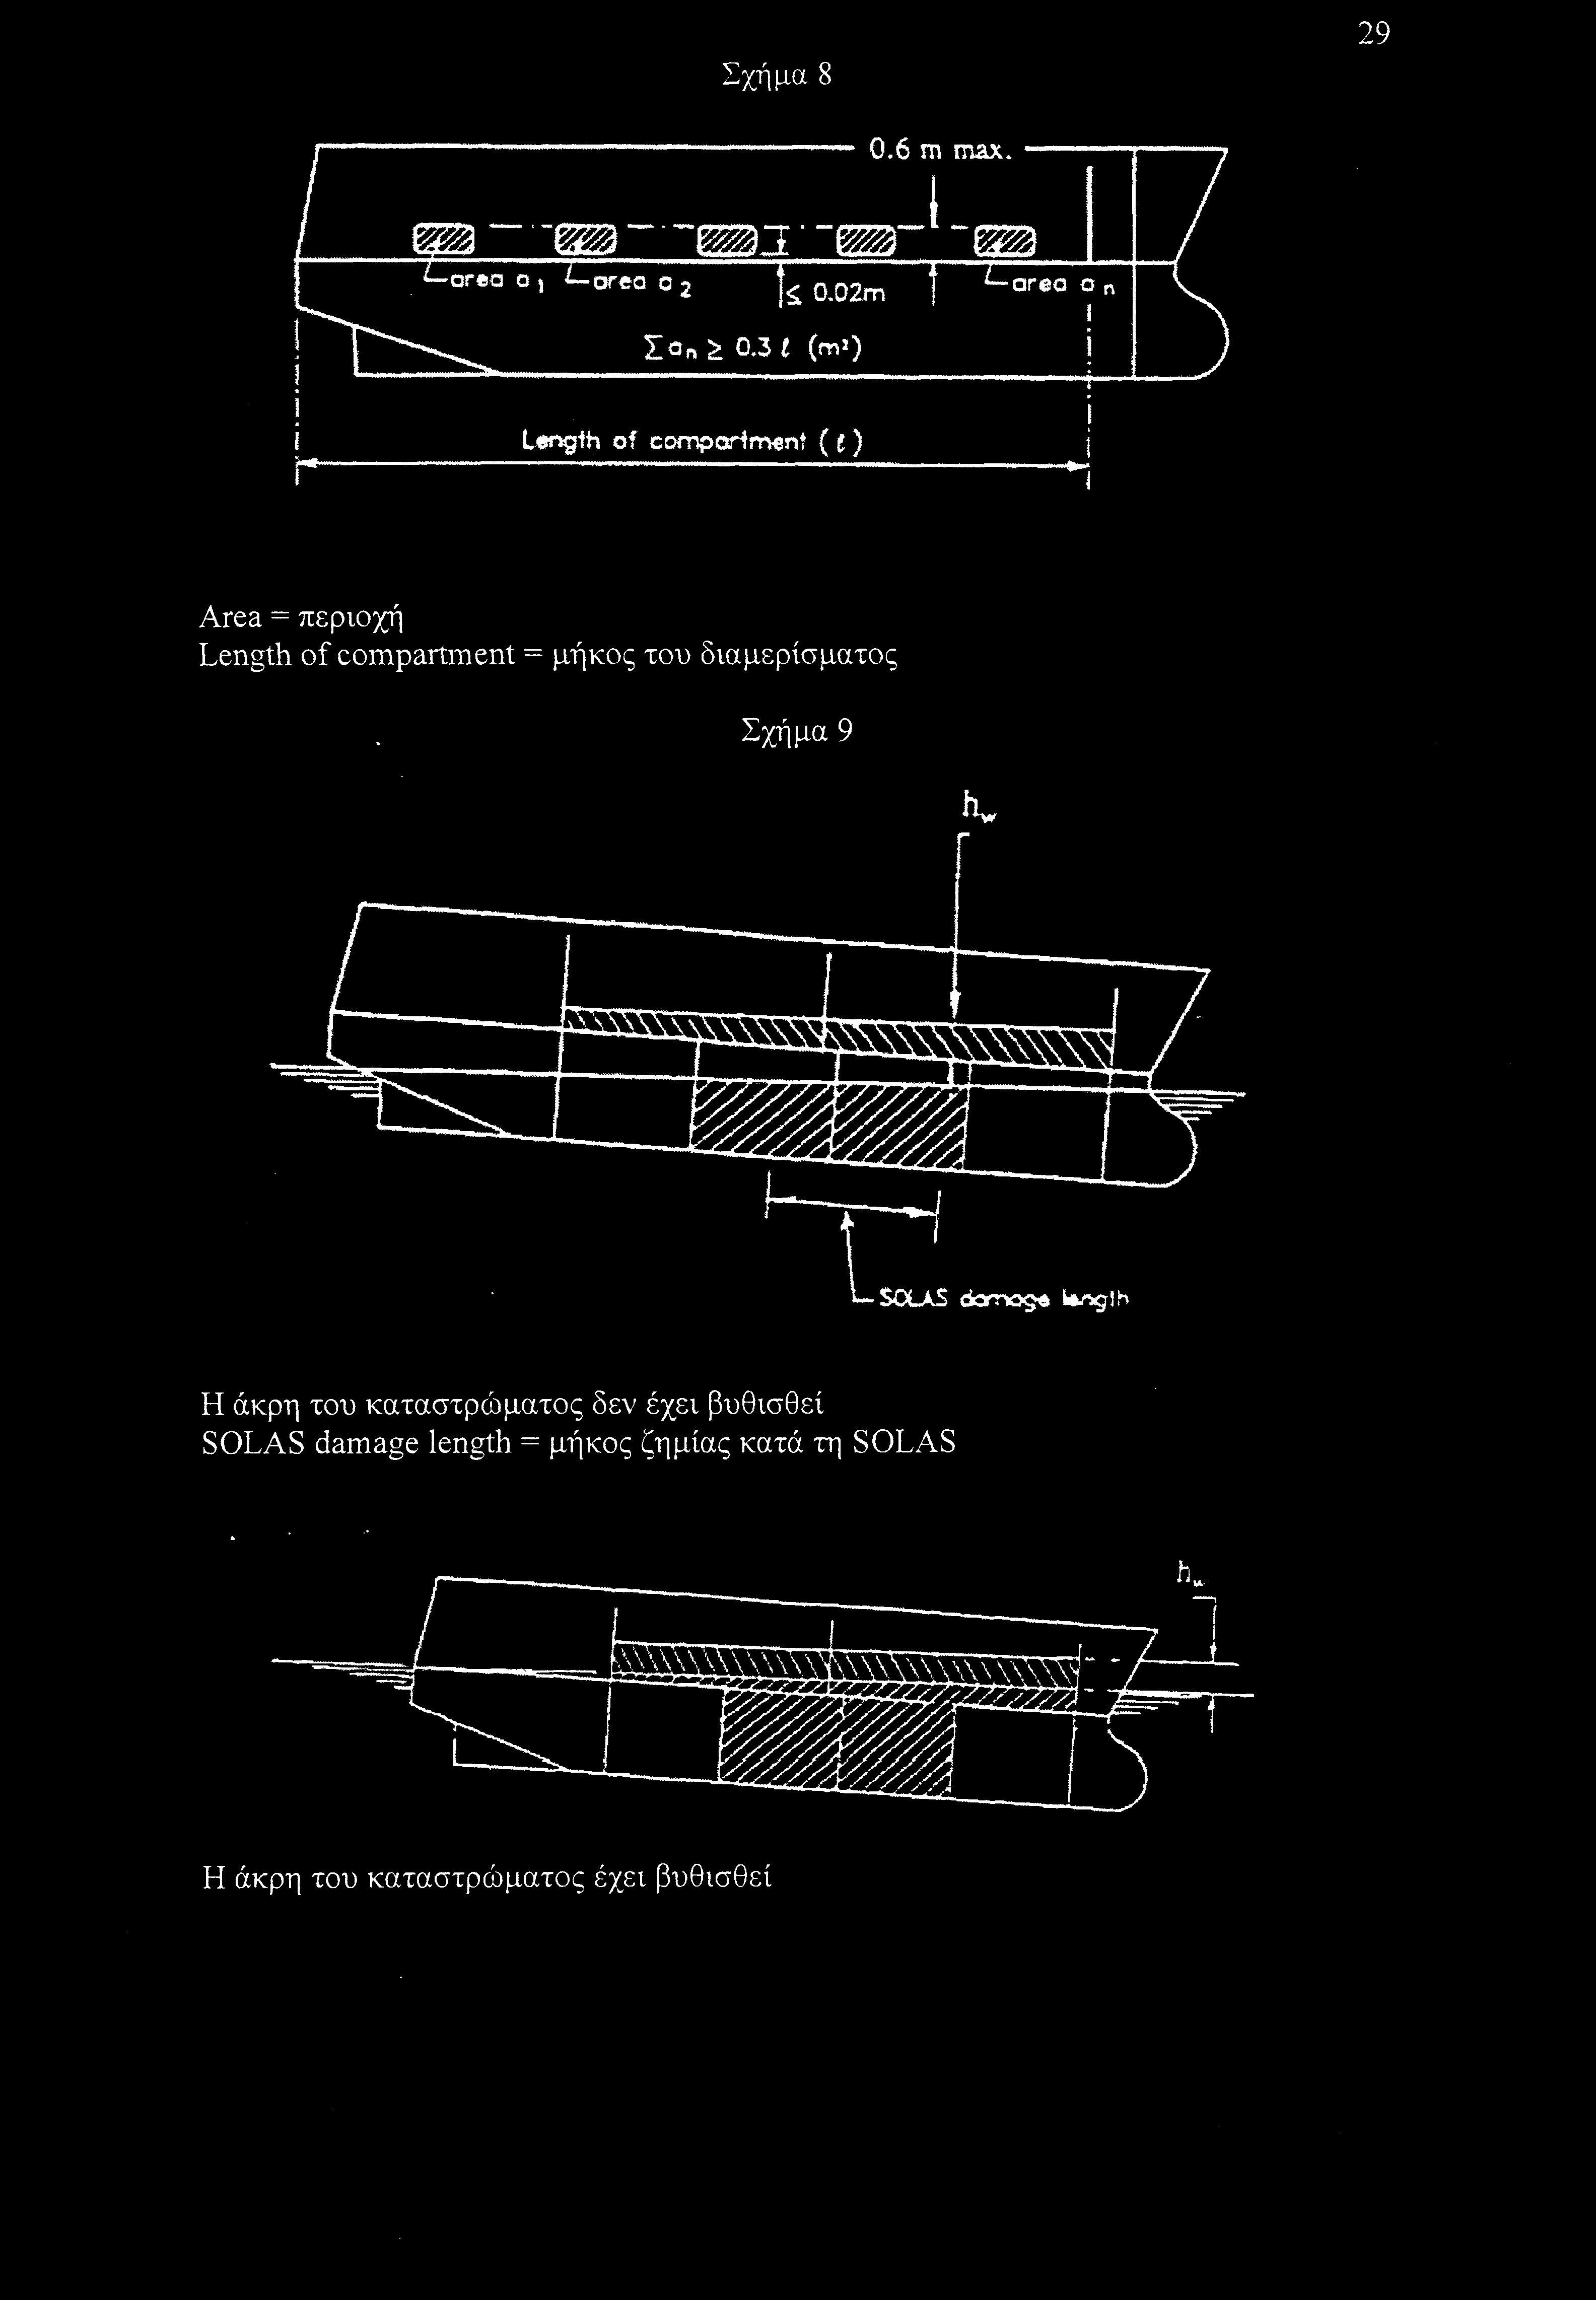 29
Σχήμα 8
0.6 m max.
area a1 area a2 ≤ 0.02m area an
Σan ≥ 0.3 ℓ (m²)
Length of compartment (ℓ)
Area = περιοχή
Length of compartment = μήκος του διαμερίσματος
Σχήμα 9
hw
SOLAS damage length
Η άκρη του καταστρώματος δεν έχει βυθισθεί
SOLAS damage length = μήκος ζημίας κατά τη SOLAS
hw
Η άκρη του καταστρώματος έχει βυθισθεί